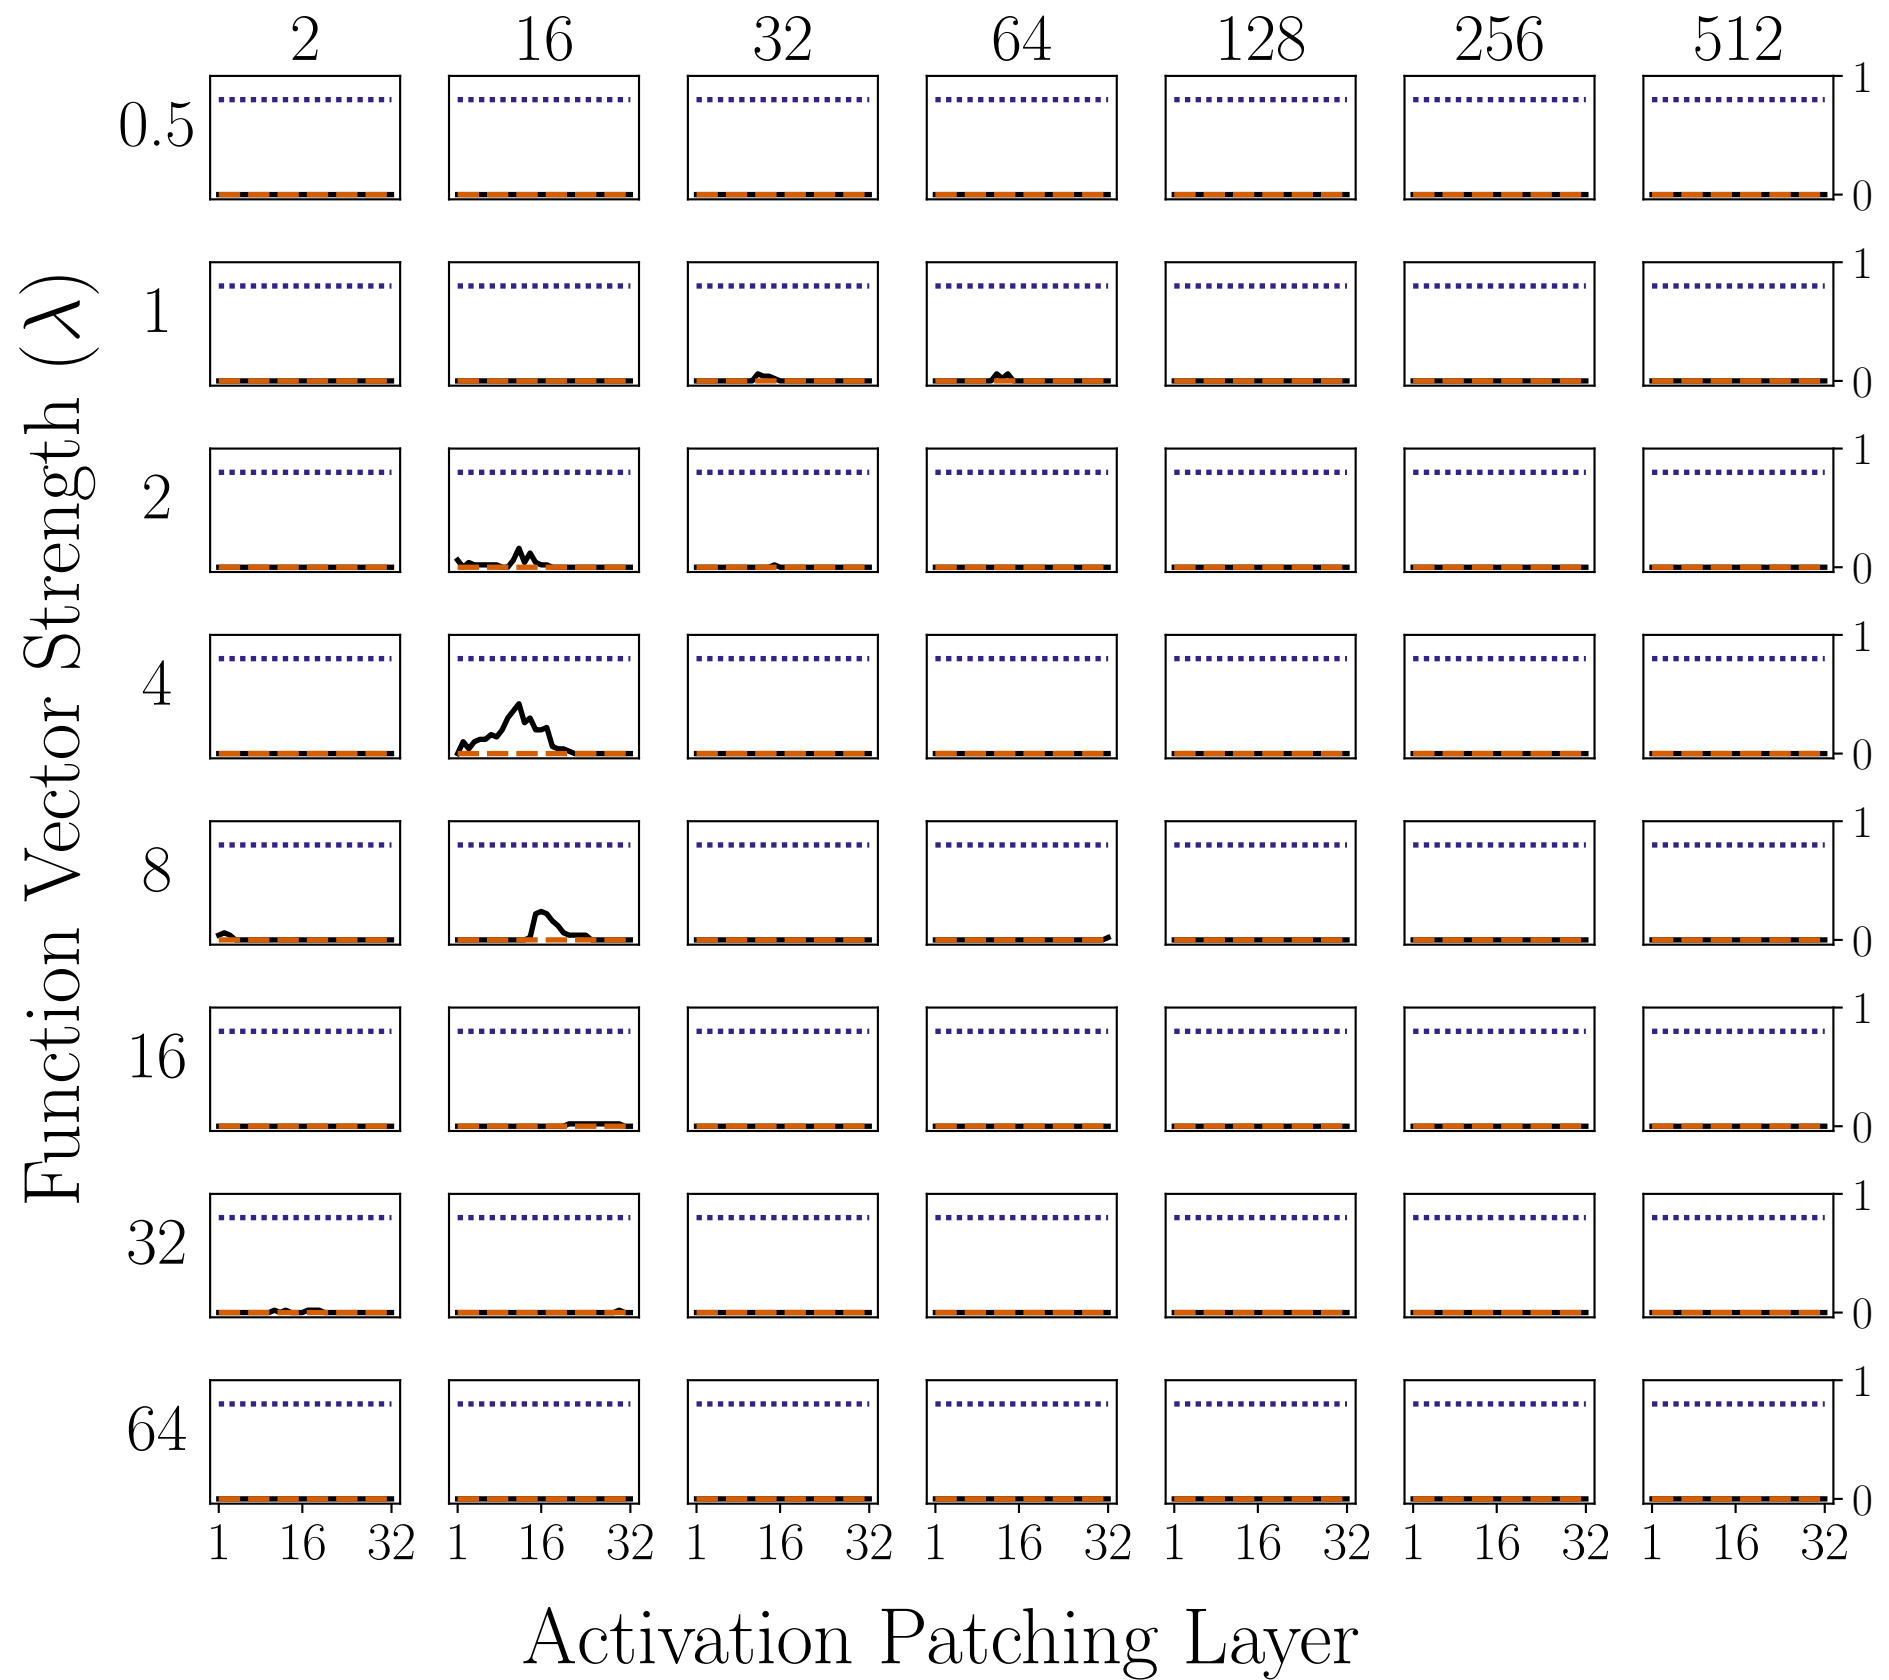 2 16 32 64 128 256 512
Function Vector Strength (λ)
0.5 1 0
1 1 0
2 1 0
4 1 0
8 1 0
16 1 0
32 1 0
64 1 0
1 16 32 1 16 32 1 16 32 1 16 32 1 16 32 1 16 32 1 16 32
Activation Patching Layer